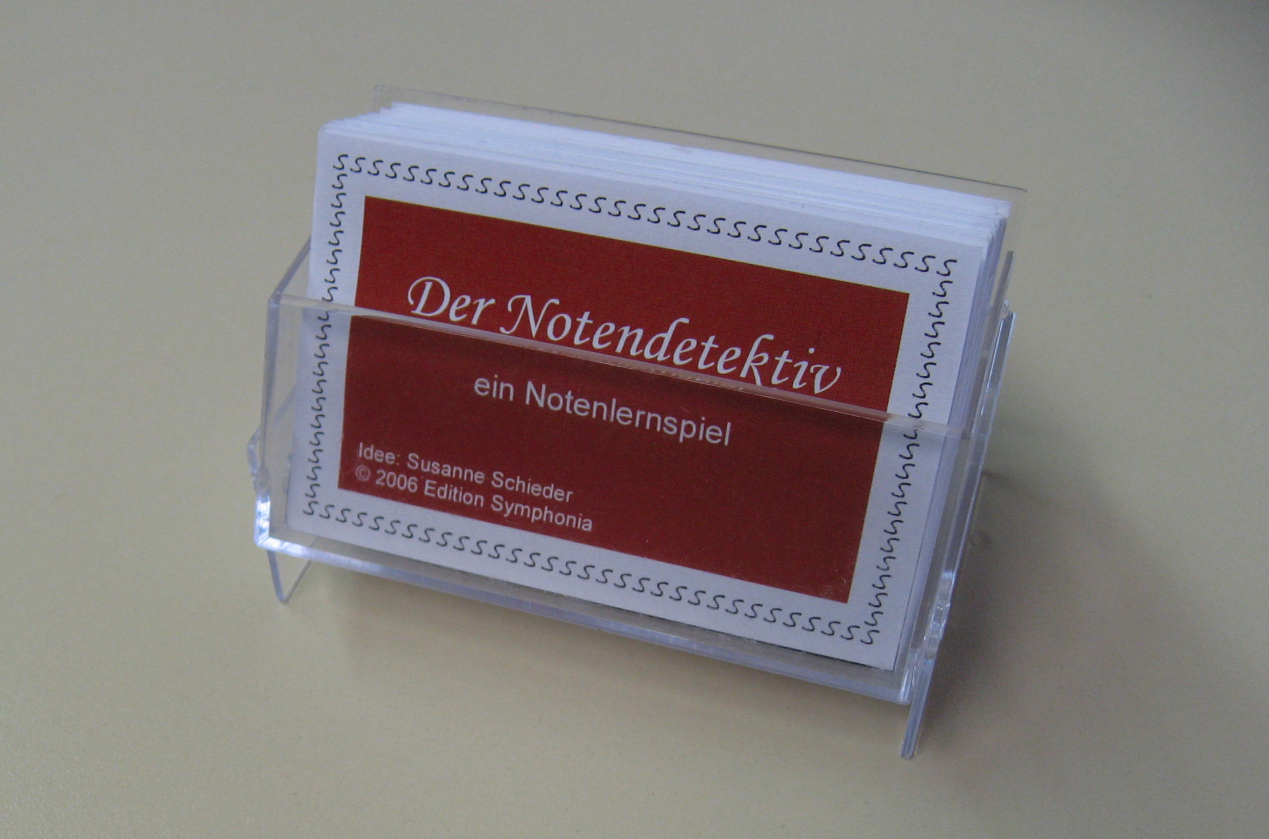 Der Notendetektiv
ein Notenlernspiel
Idee: Susanne Schieder
© 2006 Edition Symphonia